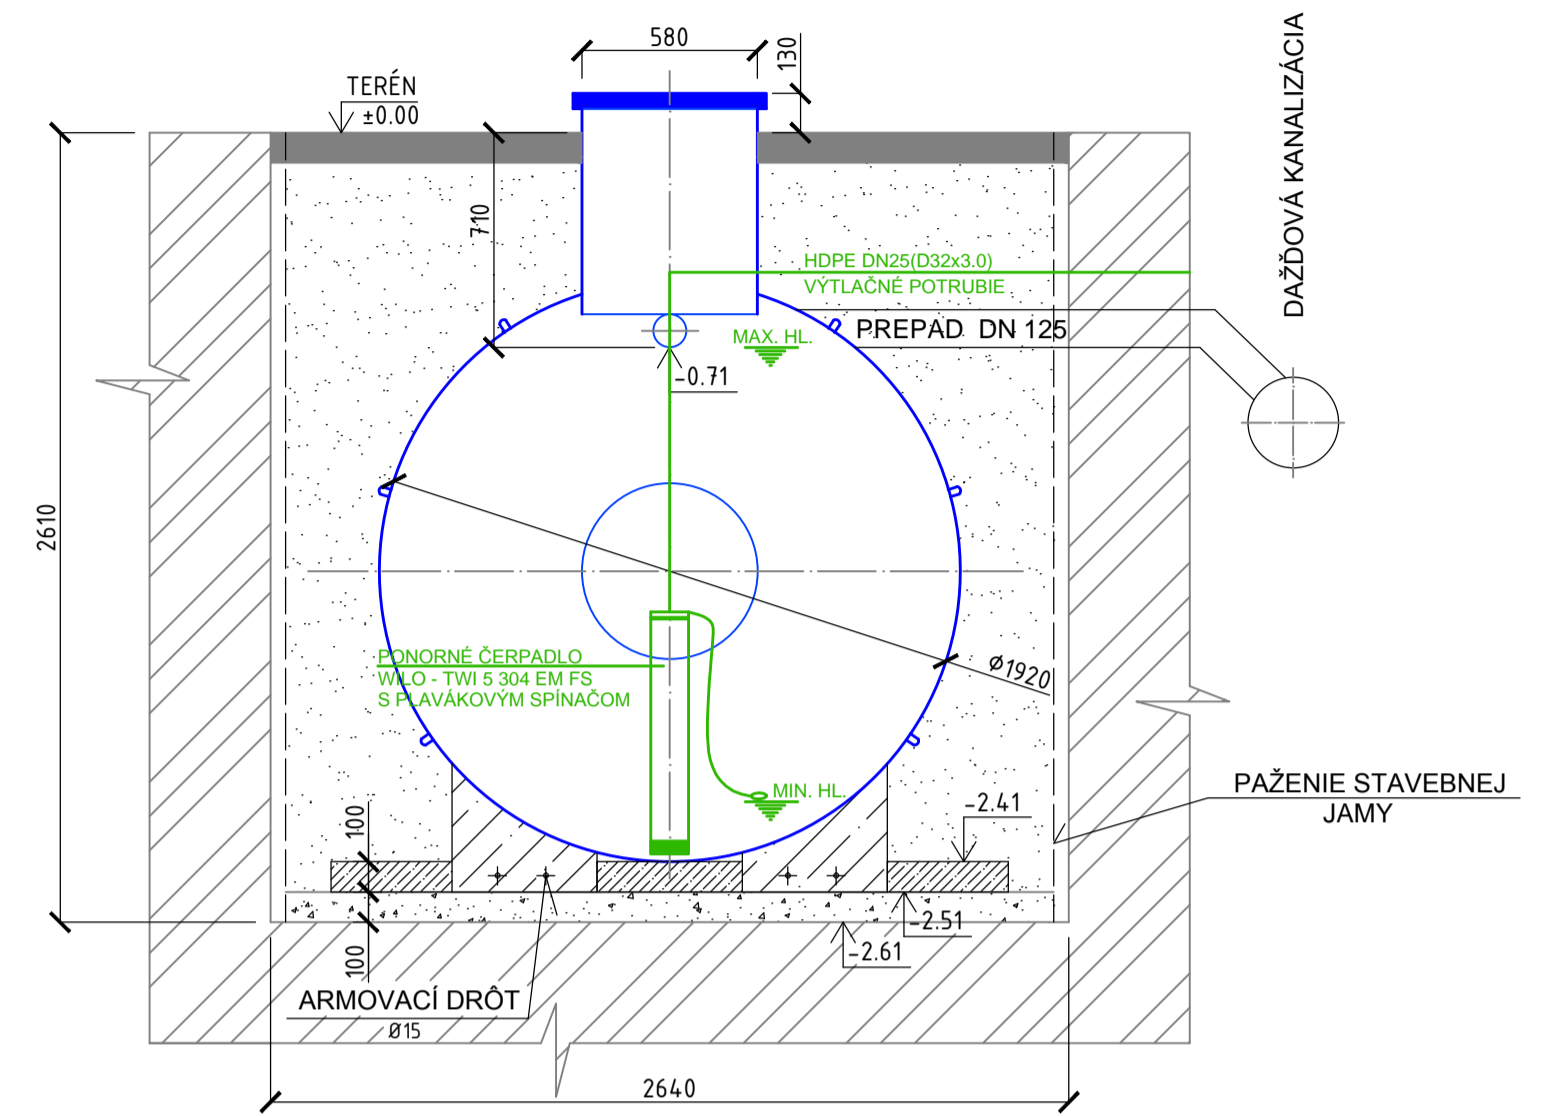 580
130
DAŽĎOVÁ KANALIZÁCIA
TERÉN
±0.00
710
HDPE DN25(D32x3.0)
VÝTLAČNÉ POTRUBIE
PREPAD DN 125
MAX. HL.
-0.71
2610
PONORNÉ ČERPADLO
WILO - TWI 5 304 EM FS
S PLAVÁKOVÝM SPÍNAČOM
Ø1920
MIN. HL.
PAŽENIE STAVEBNEJ
JAMY
100
-2.41
-2.51
-2.61
100
ARMOVACÍ DRÔT
Ø15
2640